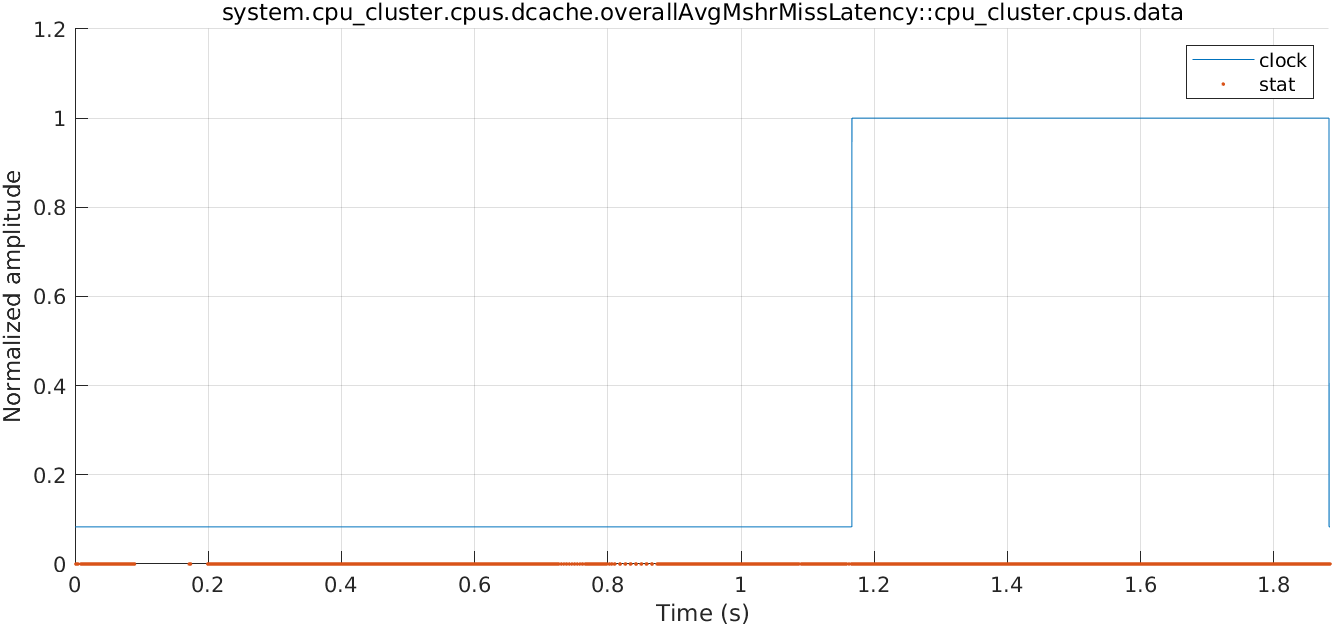 system.cpu_cluster.cpus.dcache.overallAvgMshrMissLatency::cpu_cluster.cpus.data
1.2
1
0.8
0.6
0.4
0.2
0
Normalized amplitude
clock
stat
0 0.2 0.4 0.6 0.8 1 1.2 1.4 1.6 1.8
Time (s)